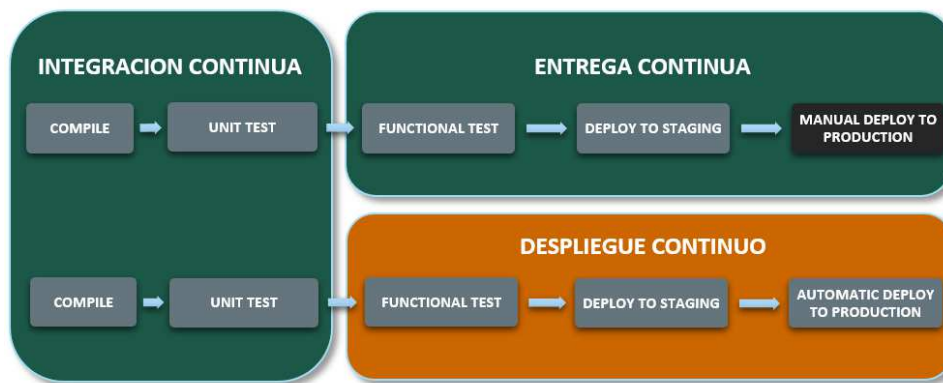 INTEGRACION CONTINUA
COMPILE
UNIT TEST
COMPILE
UNIT TEST
ENTREGA CONTINUA
FUNCTIONAL TEST
DEPLOY TO STAGING
MANUAL DEPLOY TO
PRODUCTION
DESPLIEGUE CONTINUO
FUNCTIONAL TEST
DEPLOY TO STAGING
AUTOMATIC DEPLOY
TO PRODUCTION